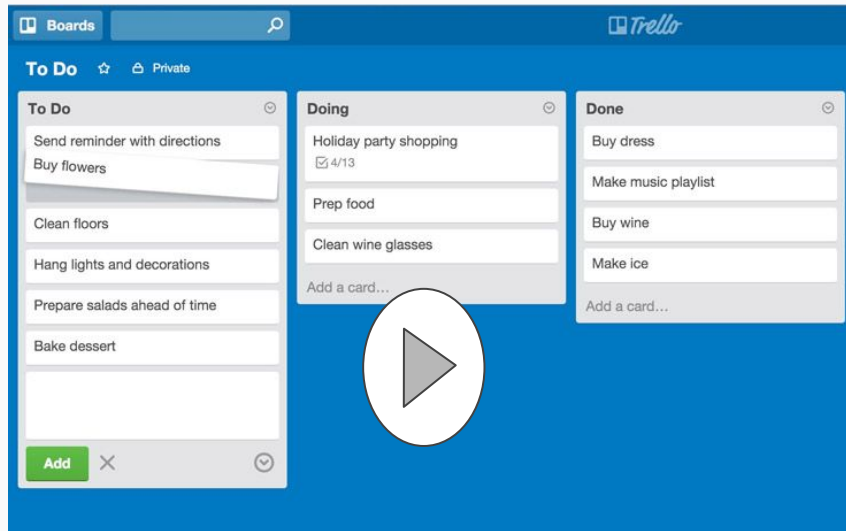 Boards
Trello
To Do
Private
To Do
Send reminder with directions
Buy flowers
Clean floors
Hang lights and decorations
Prepare salads ahead of time
Bake dessert
Add
Doing
Holiday party shopping
4/13
Prep food
Clean wine glasses
Add a card...
Done
Buy dress
Make music playlist
Buy wine
Make ice
Add a card...